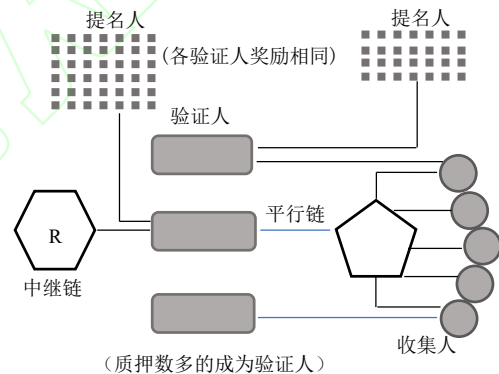 提名人
提名人
(各验证人奖励相同)
验证人
平行链
R
中继链
收集人
（质押数多的成为验证人）